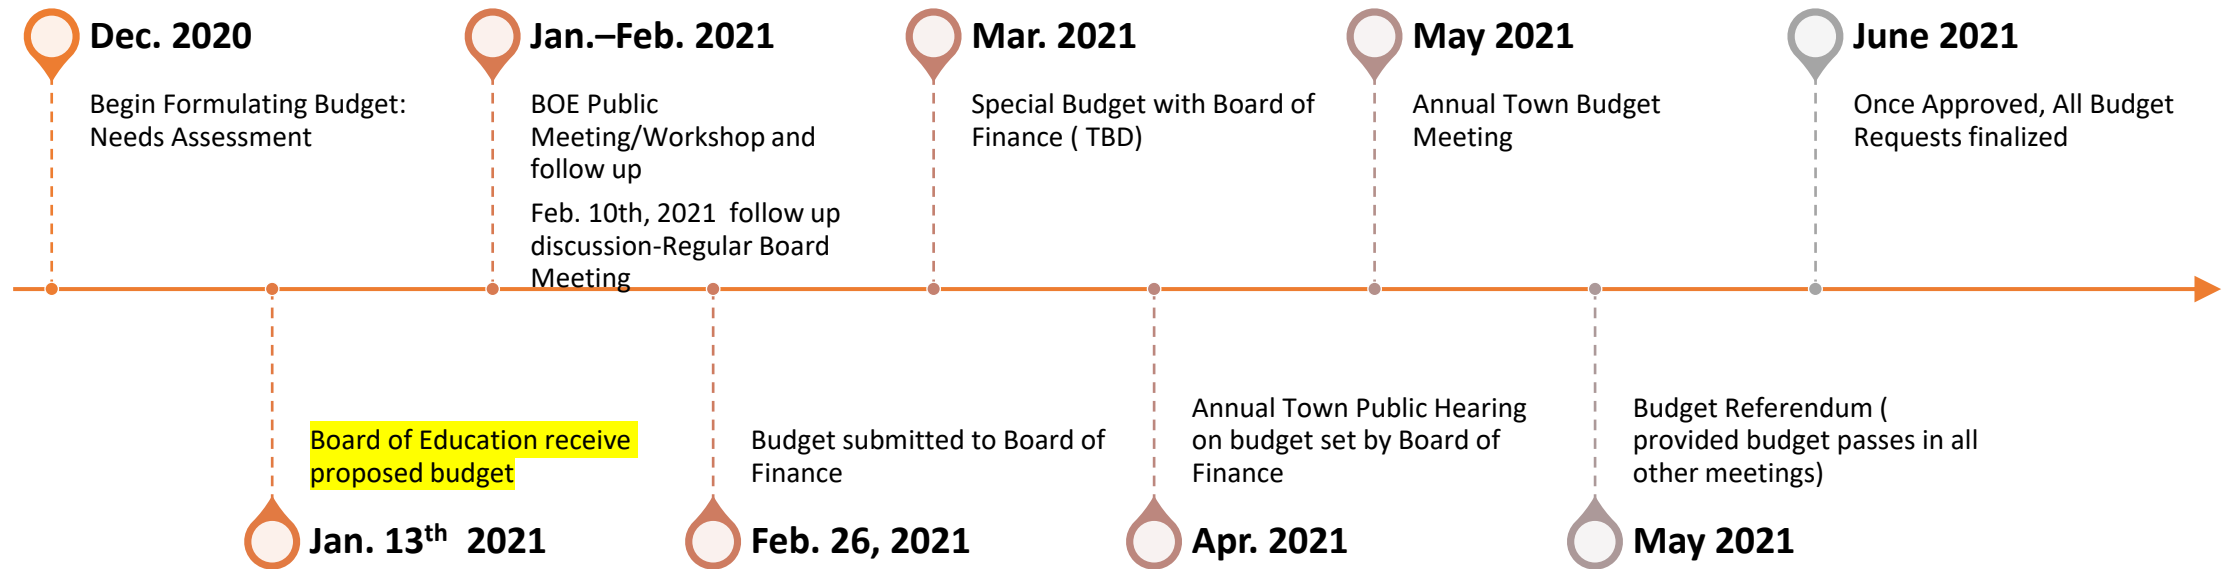 Dec. 2020
Begin Formulating Budget:
Needs Assessment
Jan.–Feb. 2021
BOE Public
Meeting/Workshop and
follow up
Feb. 10th, 2021  follow up
discussion-Regular Board
Meeting
Mar. 2021
Special Budget with Board of
Finance ( TBD)
May 2021
Annual Town Budget
Meeting
June 2021
Once Approved, All Budget
Requests finalized
Board of Education receive
proposed budget
Jan. 13th  2021
Budget submitted to Board of
Finance
Feb. 26, 2021
Annual Town Public Hearing
on budget set by Board of
Finance
Apr. 2021
Budget Referendum (
provided budget passes in all
other meetings)
May 2021